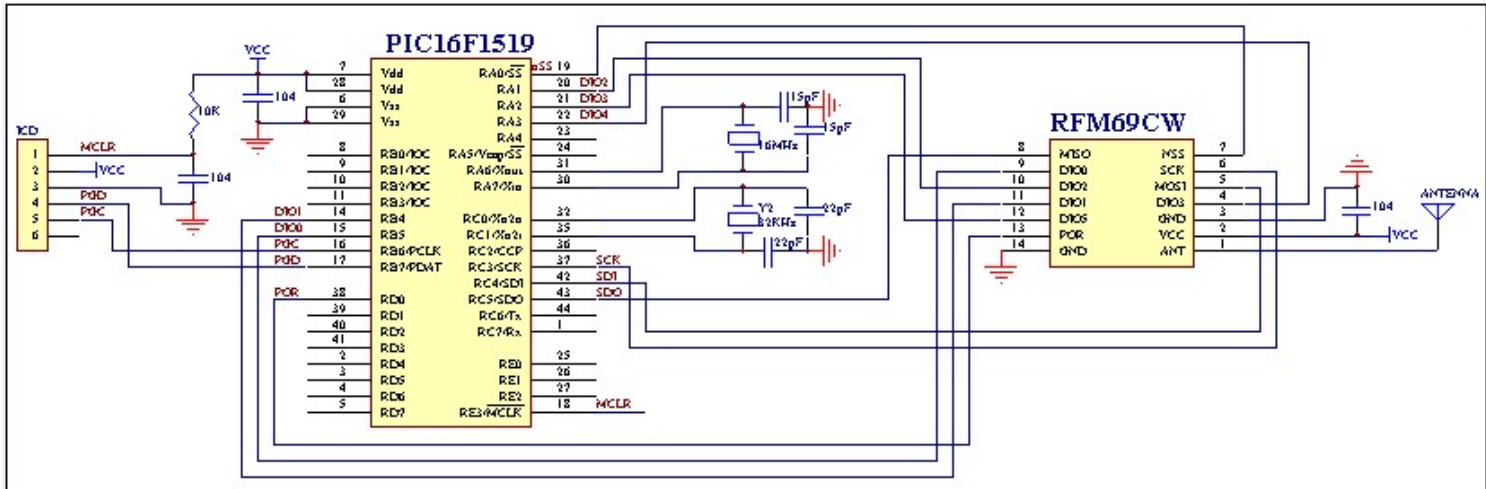 PIC16F1519
VCC
104
10K
ICD
1 MCLR
2 VCC
3
4 PGD
5 PGC
6
104
7 Vdd
28 Vdd
6 Vss
29 Vss
8 RB0/IOC
9 RB1/IOC
10 RB2/IOC
11 RB3/IOC
DIO1 14 RB4
DIO0 15 RB5
PGC 16 RB6/PCLK
PGD 17 RB7/PDAT
POR 38 RD0
39 RD1
40 RD2
41 RD3
2 RD4
3 RD5
4 RD6
5 RD7
RA0/SS 19
RA1 20 DIO2
RA2 21 DIO3
RA3 22 DIO4
RA4 23
24
RA6/Xout 31
RA7/Xin 30
32
35
RC2/CCP 36
RC3/SCK 37 SCK
RC4/SDI 42 SDI
RC5/SDO 43 SDO
RC6/Tx 44
RC7/Rx 1
RE0 25
RE1 26
RE2 27
RE3/MCLK 18 MCLR
15pF
15pF
16MHz
22pF
Y2
32KHz
22pF
RFM69CW
8 MISO
9 DIO0
10 DIO2
11 DIO1
12 DIO5
13 POR
14 GND
NSS 7
SCK 6
MOSI 5
DIO3 4
GND 3
VCC 2
ANT 1
104
VCC
ANTENNA